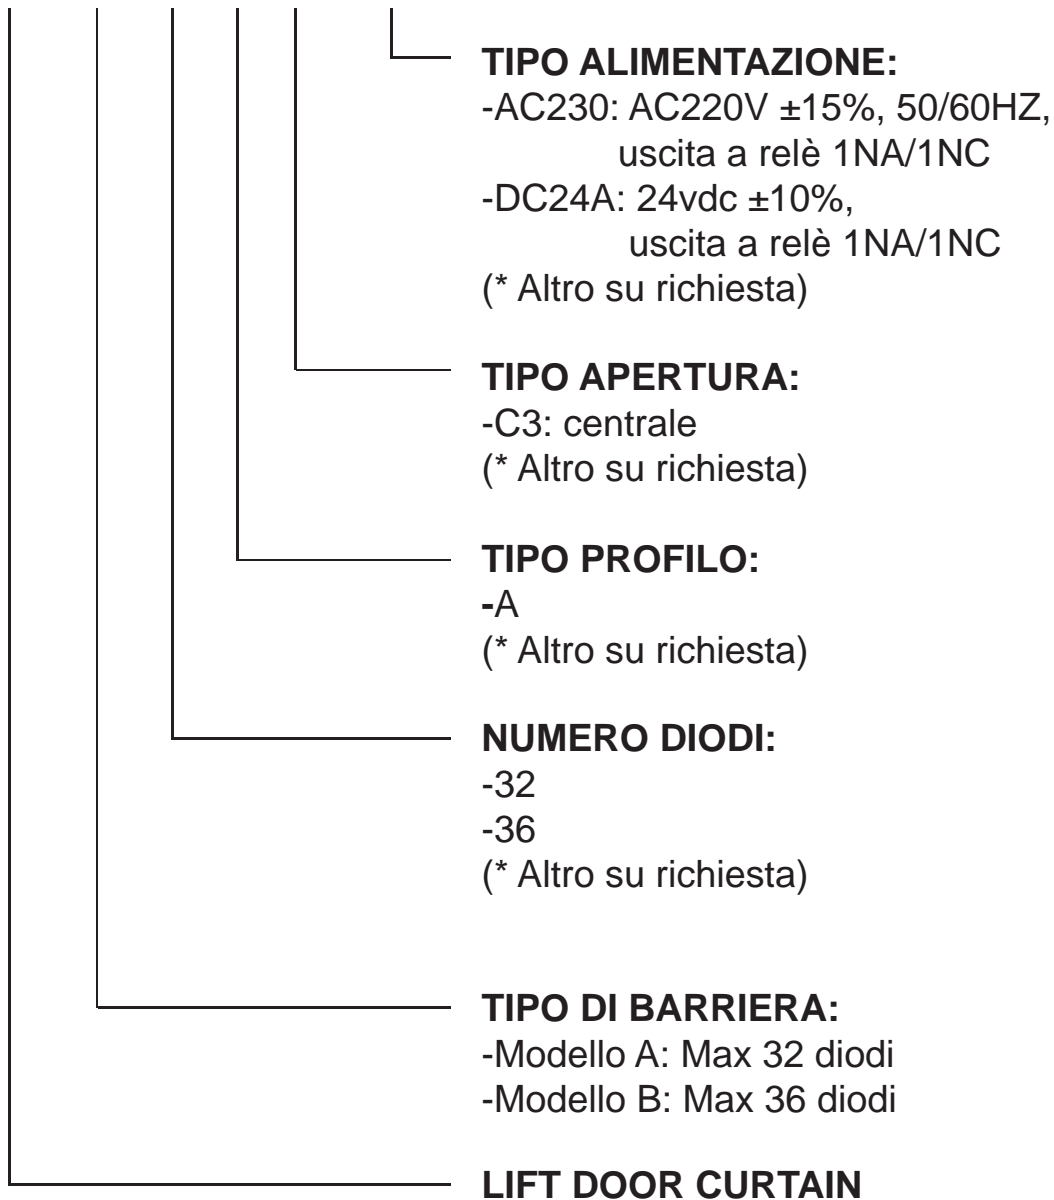 TIPO ALIMENTAZIONE:
-AC230: AC220V ±15%, 50/60HZ,
uscita a relè 1NA/1NC
-DC24A: 24vdc ±10%,
uscita a relè 1NA/1NC
(* Altro su richiesta)
TIPO APERTURA:
-C3: centrale
(* Altro su richiesta)
TIPO PROFILO:
-A
(* Altro su richiesta)
NUMERO DIODI:
-32
-36
(* Altro su richiesta)
TIPO DI BARRIERA:
-Modello A: Max 32 diodi
-Modello B: Max 36 diodi
LIFT DOOR CURTAIN